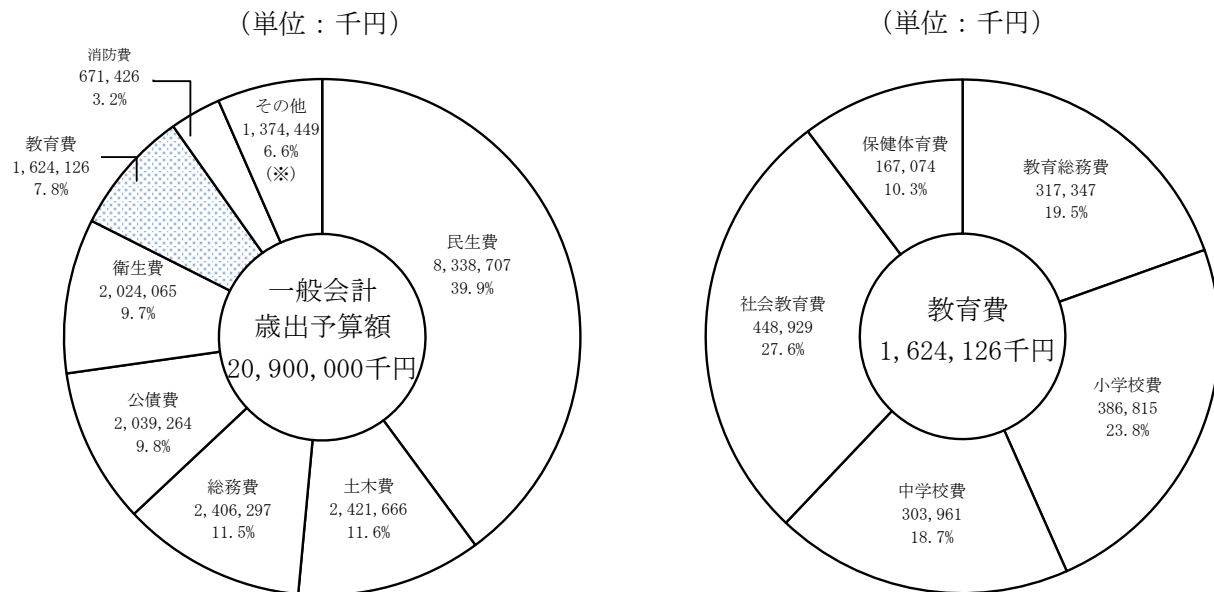 (単位：千円)
消防費
671,426
3.2%
その他
1,374,449
6.6%
(※)
教育費
1,624,126
7.8%
民生費
8,338,707
39.9%
衛生費
2,024,065
9.7%
一般会計
歳出予算額
20,900,000千円
公債費
2,039,264
9.8%
総務費
2,406,297
11.5%
土木費
2,421,666
11.6%
(単位：千円)
保健体育費
167,074
10.3%
教育総務費
317,347
19.5%
社会教育費
448,929
27.6%
教育費
1,624,126千円
小学校費
386,815
23.8%
中学校費
303,961
18.7%